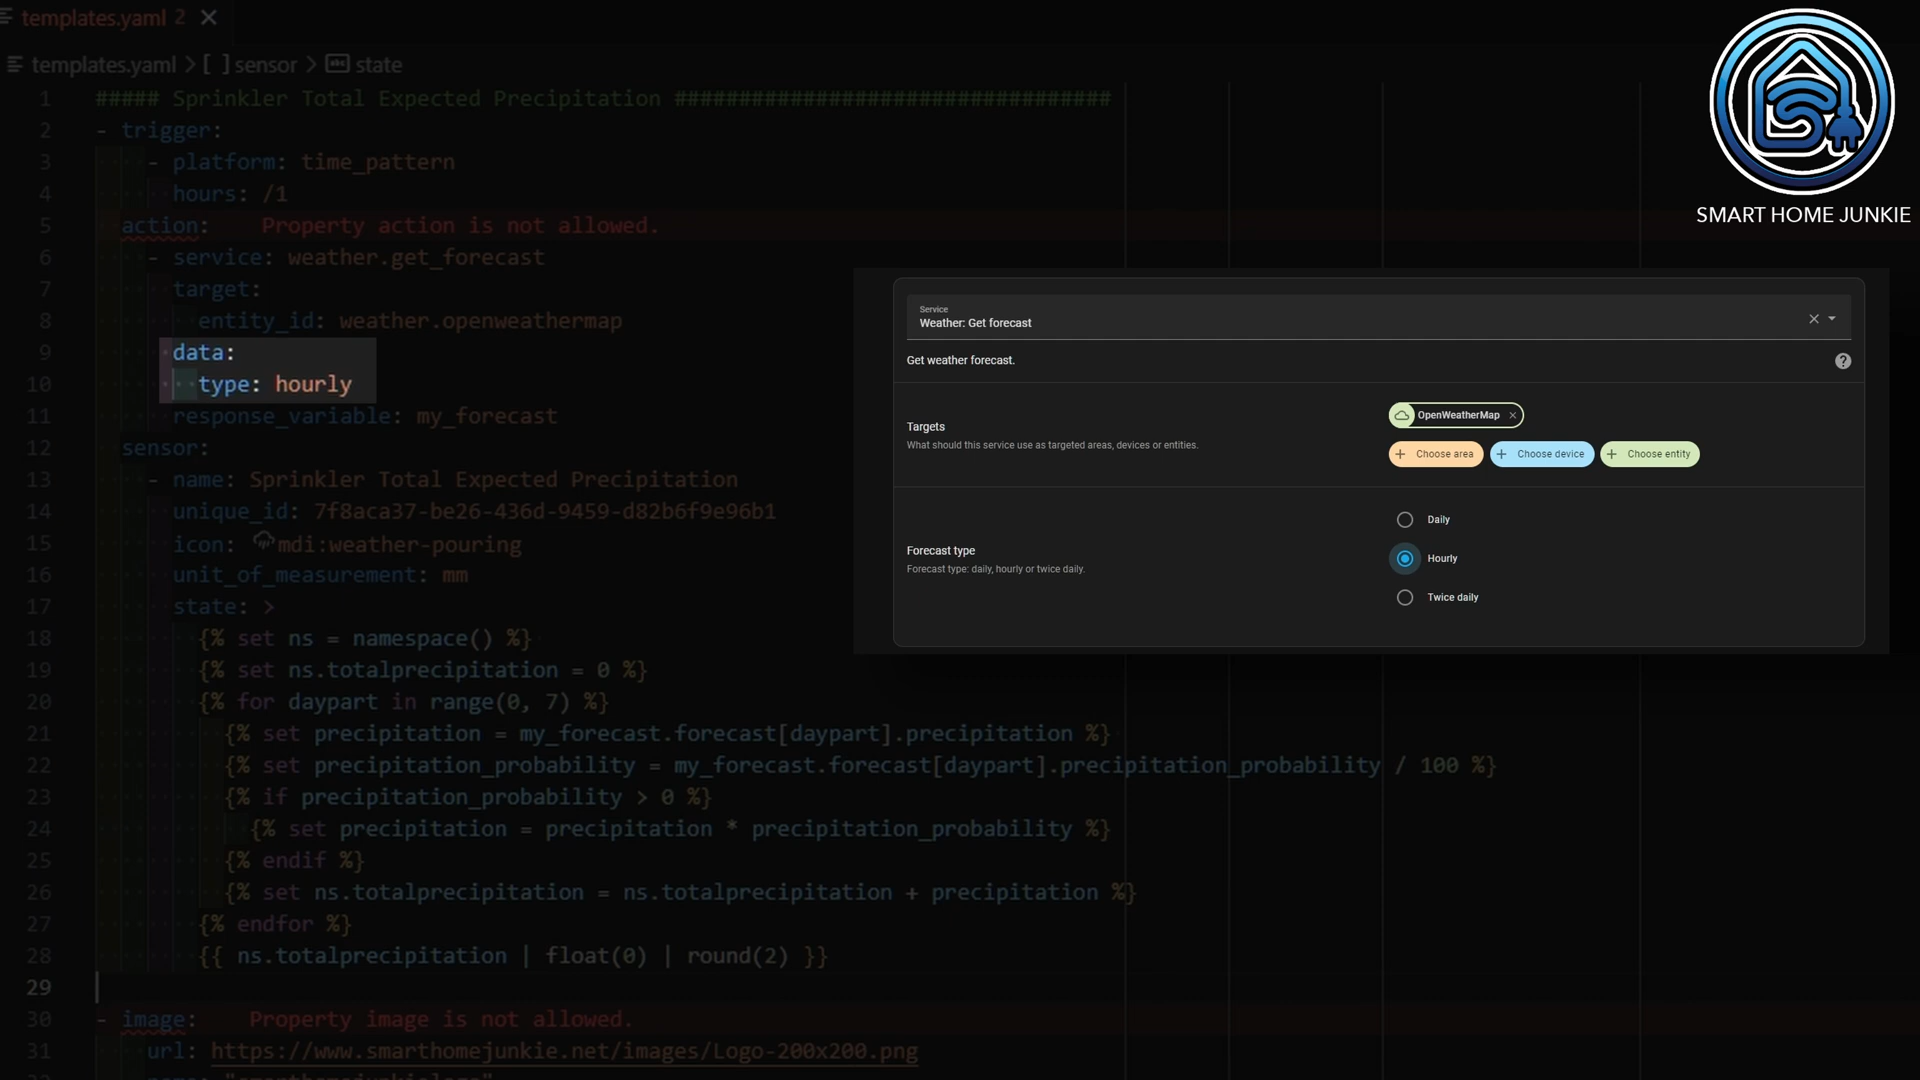 templates.yaml 2
templates.yaml > [ ] sensor > state
1 ##### Sprinkler Total Expected Precipitation ##################################
2 - trigger:
3 - platform: time_pattern
4 hours: /1
5 action: Property action is not allowed.
6 - service: weather.get_forecast
7 target:
8 entity_id: weather.openweathermap
9 data:
10 type: hourly
11 response_variable: my_forecast
12 sensor:
13 - name: Sprinkler Total Expected Precipitation
14 unique_id: 7f8aca37-be26-436d-9459-d82b6f9e96b1
15 icon: mdi:weather-pouring
16 unit_of_measurement: mm
17 state: >
18 {% set ns = namespace() %}
19 {% set ns.totalprecipitation = 0 %}
20 {% for daypart in range(0, 7) %}
21 {% set precipitation = my_forecast.forecast[daypart].precipitation %}
22 {% set precipitation_probability = my_forecast.forecast[daypart].precipitation_probability / 100 %}
23 {% if precipitation_probability > 0 %}
24 {% set precipitation = precipitation * precipitation_probability %}
25 {% endif %}
26 {% set ns.totalprecipitation = ns.totalprecipitation + precipitation %}
27 {% endfor %}
28 {{ ns.totalprecipitation | float(0) | round(2) }}
29
30 - image: Property image is not allowed.
31 url: https://www.smarthomejunkie.net/images/Logo-200x200.png
SMART HOME JUNKIE
Service
Weather: Get forecast
Get weather forecast.
Targets
What should this service use as targeted areas, devices or entities.
OpenWeatherMap
Choose area
Choose device
Choose entity
Forecast type
Forecast type: daily, hourly or twice daily.
Daily
Hourly
Twice daily